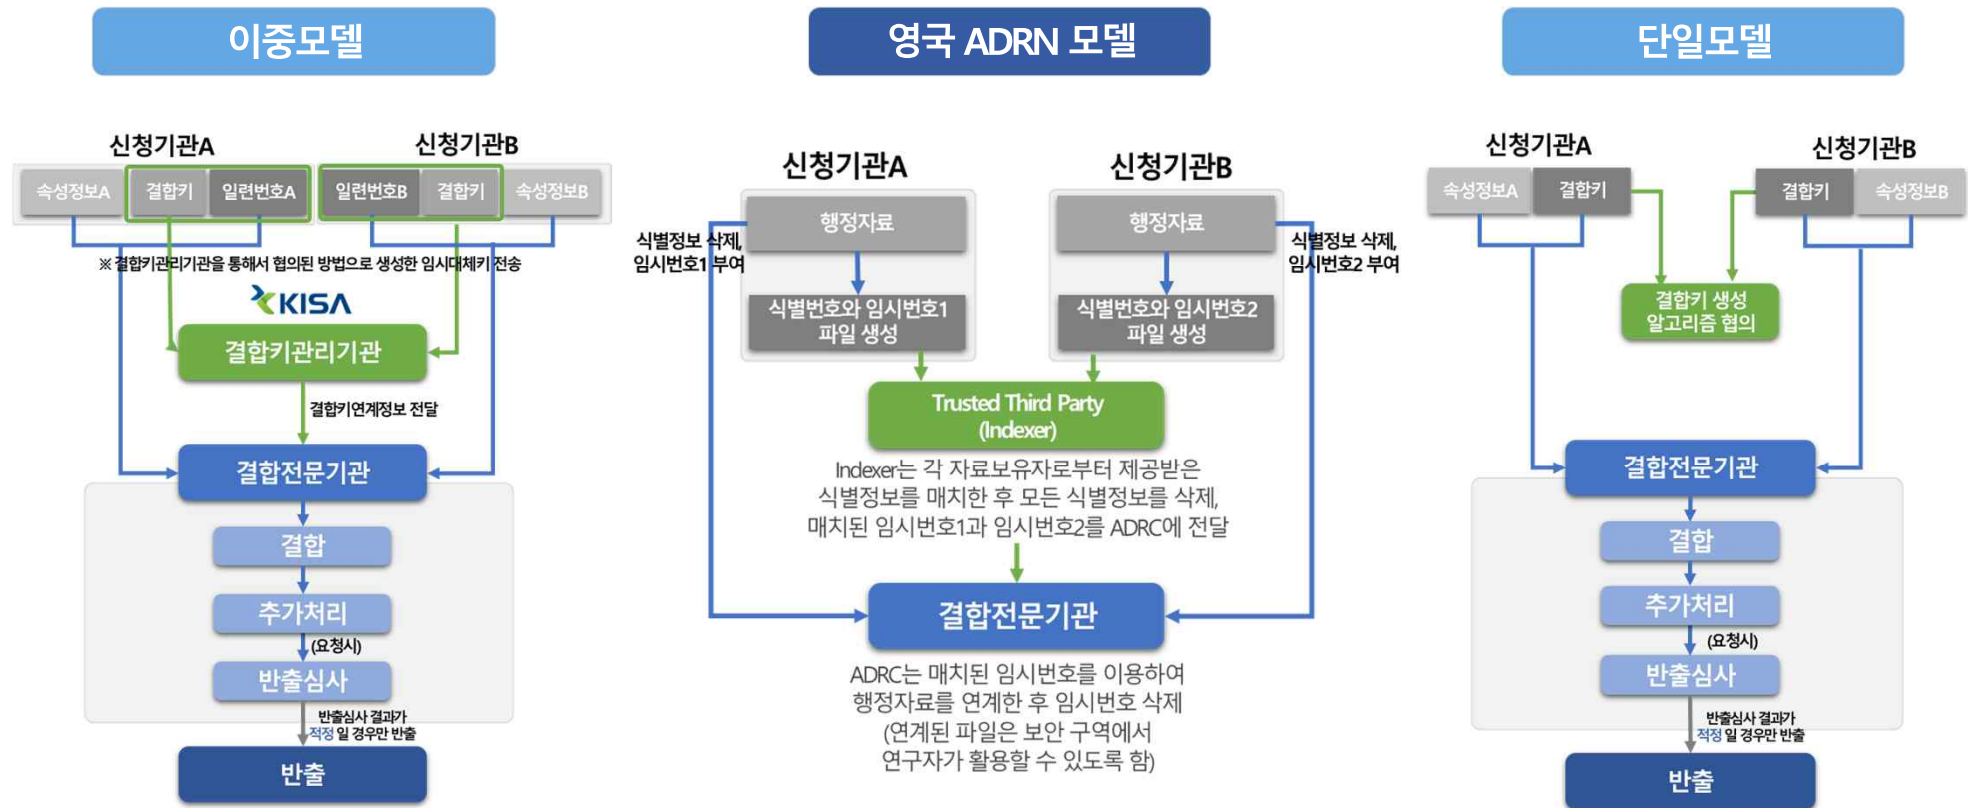 이중모델
신청기관A
신청기관B
속성정보A
결합키
일련번호A
일련번호B
결합키
속성정보B
※ 결합키관리기관을 통해서 협의된 방법으로 생성한 임시대체키 전송
KISA
결합키관리기관
결합키연계정보 전달
결합전문기관
결합
추가처리
(요청시)
반출심사
반출심사 결과가
적정 일 경우만 반출
반출
영국 ADRN 모델
신청기관A
신청기관B
행정자료
행정자료
식별정보 삭제,
임시번호1 부여
식별정보 삭제,
임시번호2 부여
식별번호와 임시번호1
파일 생성
식별번호와 임시번호2
파일 생성
Trusted Third Party
(Indexer)
Indexer는 각 자료보유자로부터 제공받은
식별정보를 매치한 후 모든 식별정보를 삭제,
매치된 임시번호1과 임시번호2를 ADRC에 전달
결합전문기관
ADRC는 매치된 임시번호를 이용하여
행정자료를 연계한 후 임시번호 삭제
(연계된 파일은 보안 구역에서
연구자가 활용할 수 있도록 함)
단일모델
신청기관A
신청기관B
속성정보A
결합키
결합키
속성정보B
결합키 생성
알고리즘 협의
결합전문기관
결합
추가처리
(요청시)
반출심사
반출심사 결과가
적정 일 경우만 반출
반출